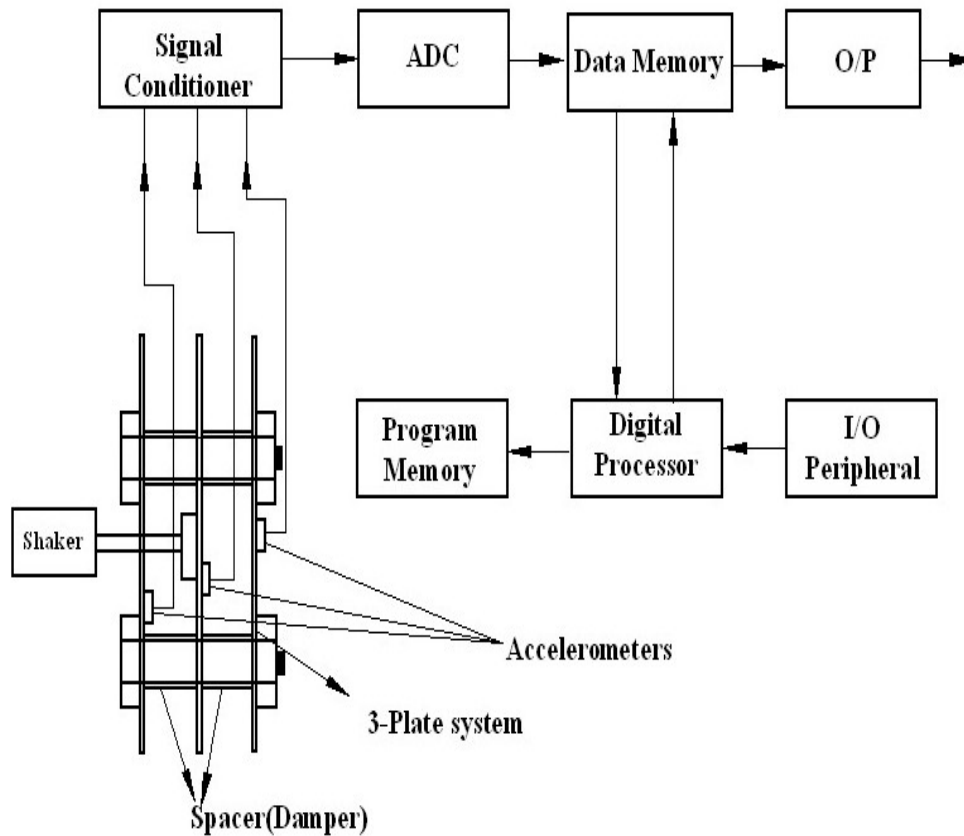 Signal
Conditioner
ADC
Data Memory
O/P
Program
Memory
Digital
Processor
I/O
Peripheral
Shaker
Accelerometers
3-Plate system
Spacer(Damper)